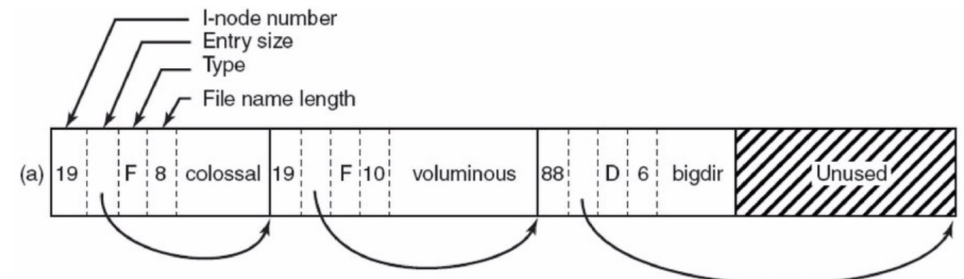 I-node number
Entry size
Type
File name length
(a) 19 F 8 colossal 19 F 10 voluminous 88 D 6 bigdir Unused